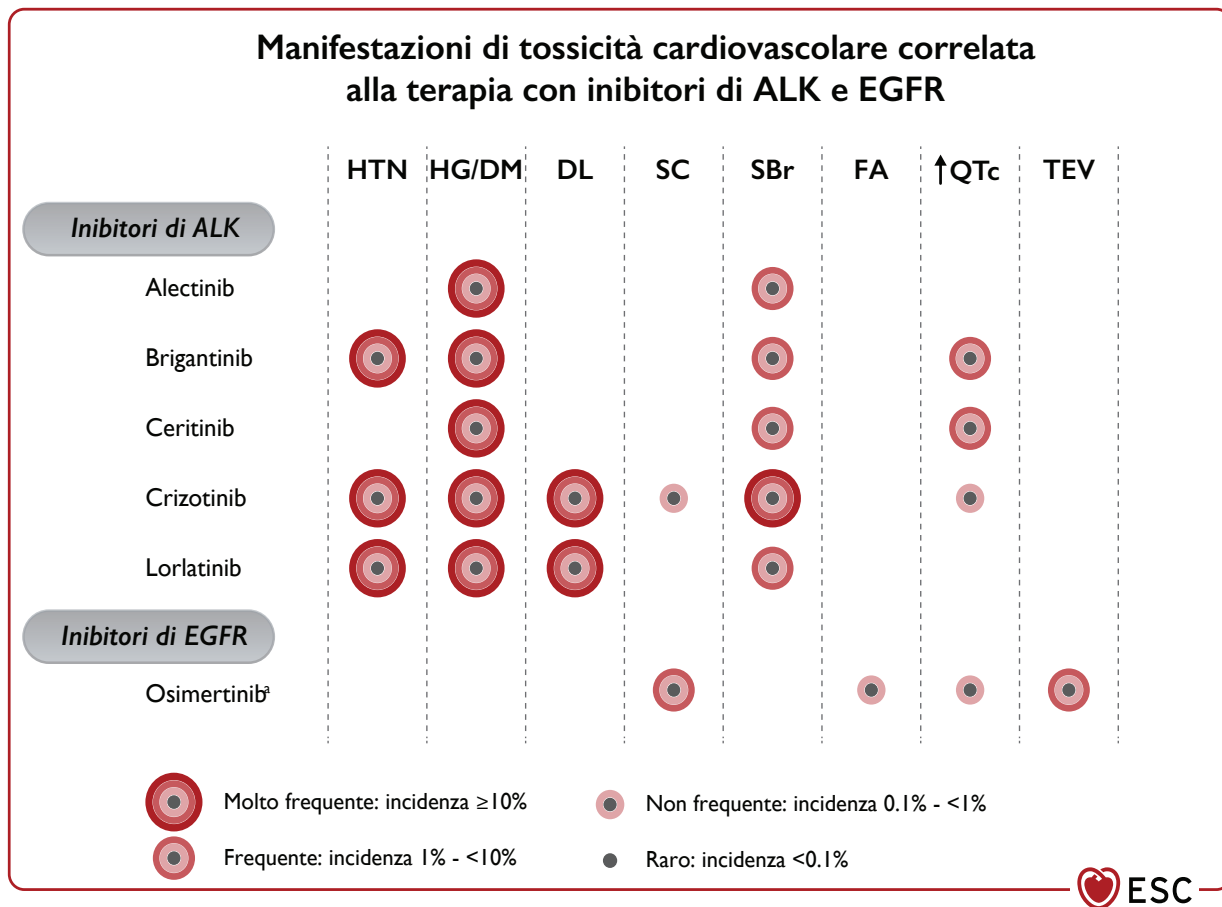 Manifestazioni di tossicità cardiovascolare correlata
alla terapia con inibitori di ALK e EGFR
HTN HG/DM DL SC SBr FA ↑QTc TEV
Inibitori di ALK
Alectinib
Brigantinib
Ceritinib
Crizotinib
Lorlatinib
Inibitori di EGFR
Osimertinibª
Molto frequente: incidenza ≥10%
Non frequente: incidenza 0.1% - <1%
Frequente: incidenza 1% - <10%
Raro: incidenza <0.1%
ESC